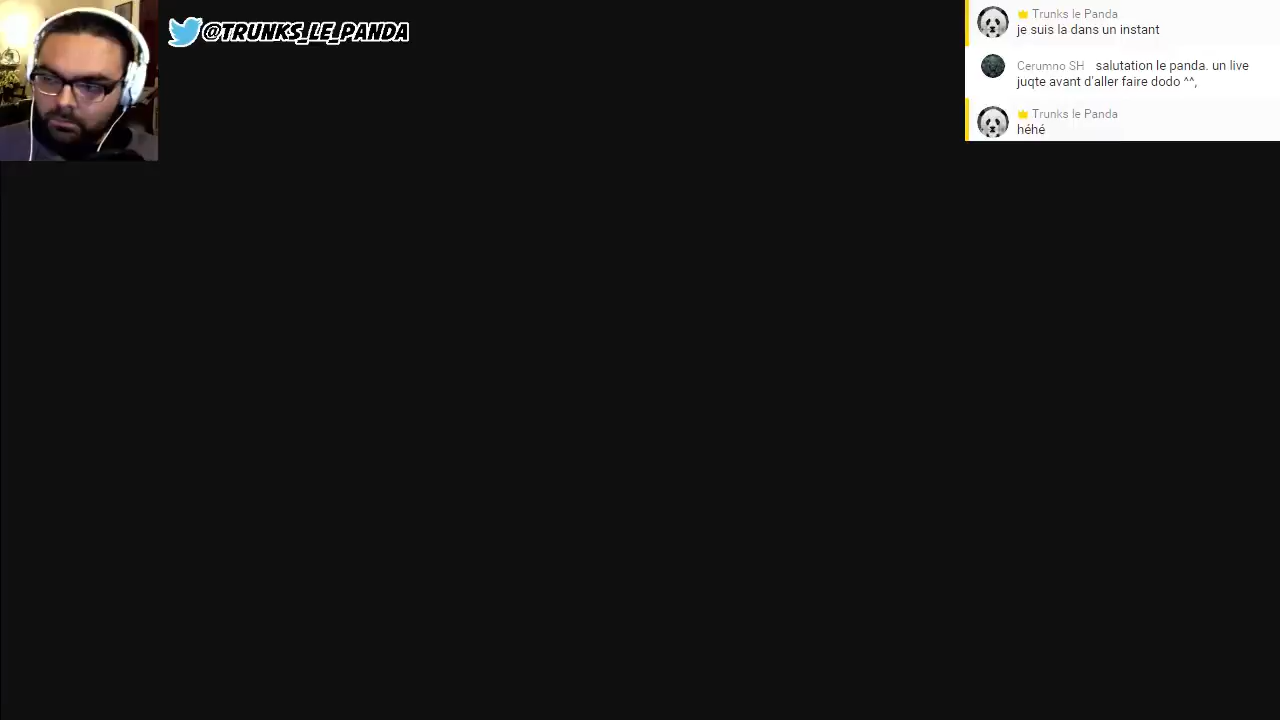 @TRUNKS_LE_PANDA
Trunks le Panda
je suis la dans un instant
Cerumno SH salutation le panda. un live
juqte avant d'aller faire dodo ^^,
Trunks le Panda
héhé